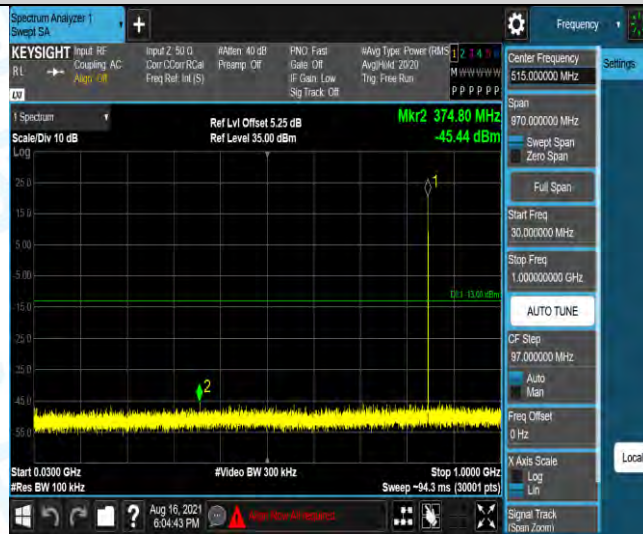 Spectrum Analyzer 1
Swept SA
+
Frequency
KEYSIGHT
Input: RF
Coupling: AC
Align: Off
Input Z: 50 Ω
Corr CCorr RCal
Freq Ref: Int (S)
#Atten: 40 dB
Preamp: Off
PNO: Fast
Gate: Off
IF Gain: Low
Sig Track: Off
#Avg Type: Power (RMS
Avg|Hold: 20/20
Trig: Free Run
1 2 3 4 5 6
M W W W W W
P P P P P P
RL
LXI
1 Spectrum
Scale/Div 10 dB
Log
Ref Lvl Offset 5.25 dB
Ref Level 35.00 dBm
Mkr2 374.80 MHz
-45.44 dBm
25.0
15.0
5.00
-5.00
-15.0
-25.0
-35.0
-45.0
-55.0
1
2
DL1 -13.00 dBm
Start 0.0300 GHz
#Res BW 100 kHz
#Video BW 300 kHz
Stop 1.0000 GHz
Sweep ~94.3 ms (30001 pts)
Center Frequency
515.000000 MHz
Settings
Span
970.000000 MHz
Swept Span
Zero Span
Full Span
Start Freq
30.000000 MHz
Stop Freq
1.000000000 GHz
AUTO TUNE
CF Step
97.000000 MHz
Auto
Man
Freq Offset
0 Hz
X Axis Scale
Log
Lin
Local
Signal Track
(Span Zoom)
?
Aug 16, 2021
6:04:43 PM